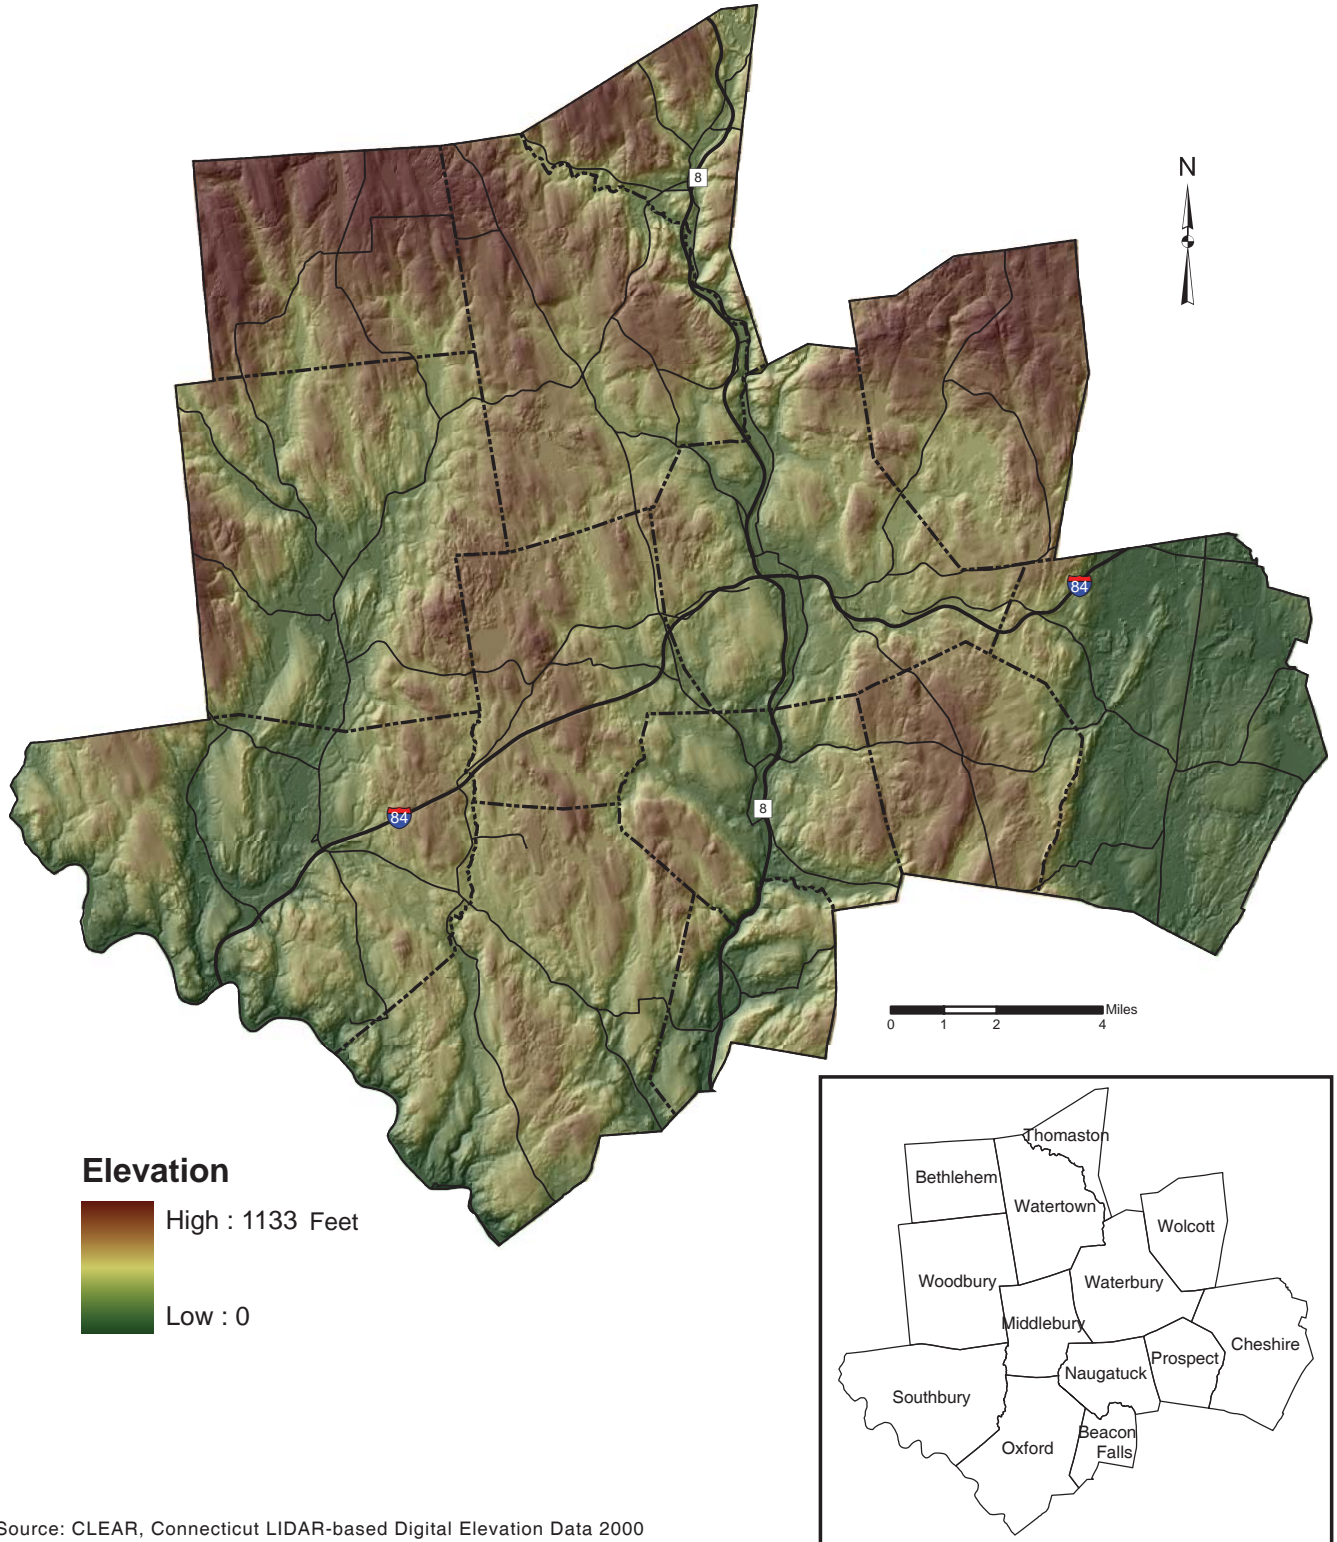 8
N
84
8
84
Miles
0 1 2 4
Elevation
High : 1133 Feet
Low : 0
Thomaston
Bethlehem
Watertown
Wolcott
Woodbury
Waterbury
Middlebury
Cheshire
Prospect
Naugatuck
Southbury
Beacon
Falls
Oxford
Source: CLEAR, Connecticut LIDAR-based Digital Elevation Data 2000